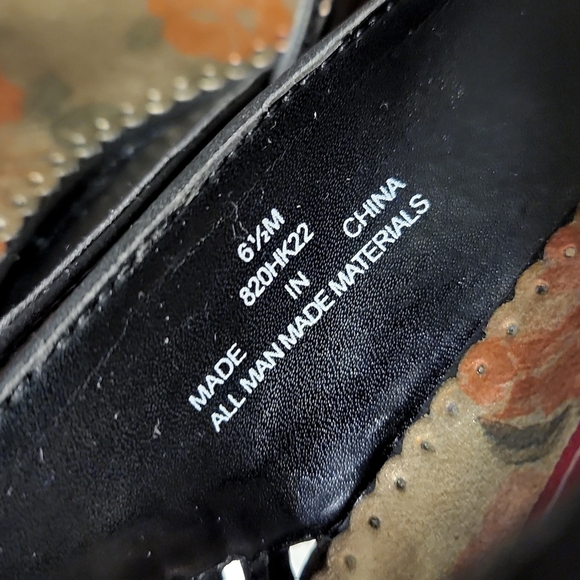 6½M
820HK22
MADE IN CHINA
ALL MAN MADE MATERIALS